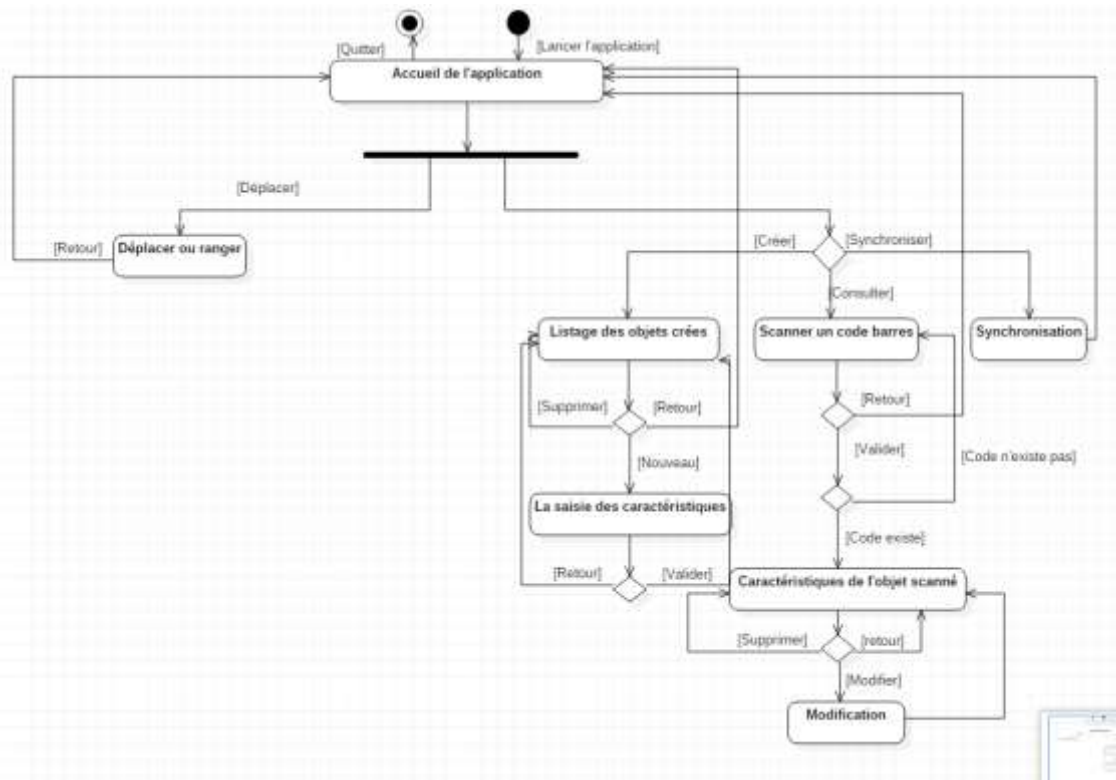 [Quitter]
[Lancer l'application]
Accueil de l'application
[Déplacer]
[Retour]
Déplacer ou ranger
[Créer]
[Synchroniser]
[Consulter]
Listage des objets crées
Scanner un code barres
Synchronisation
[Supprimer]
[Retour]
[Retour]
[Nouveau]
[Valider]
[Code n'existe pas]
La saisie des caractéristiques
[Code existe]
[Retour]
[Valider]
Caractéristiques de l'objet scanné
[Supprimer]
[retour]
[Modifier]
Modification